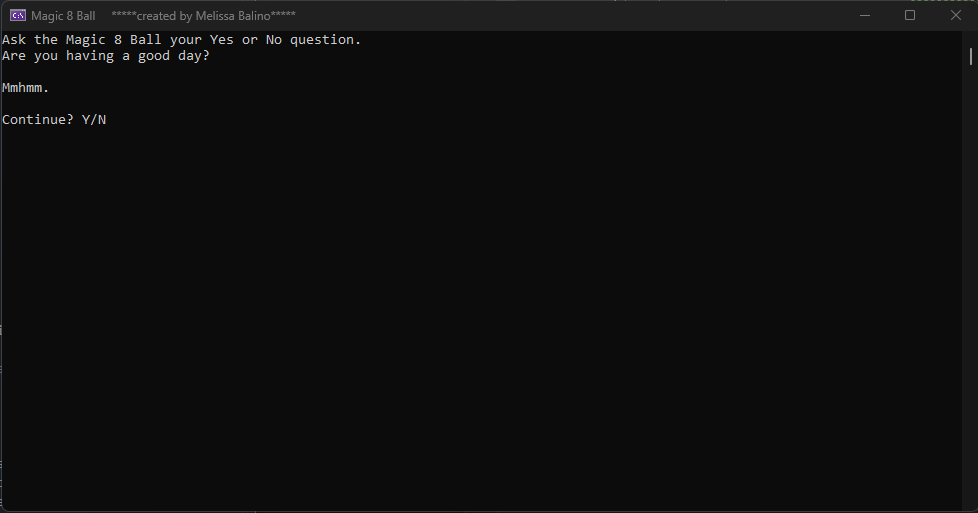 Magic 8 Ball *****created by Melissa Balino*****
Ask the Magic 8 Ball your Yes or No question.
Are you having a good day?
Mmhmm.
Continue? Y/N